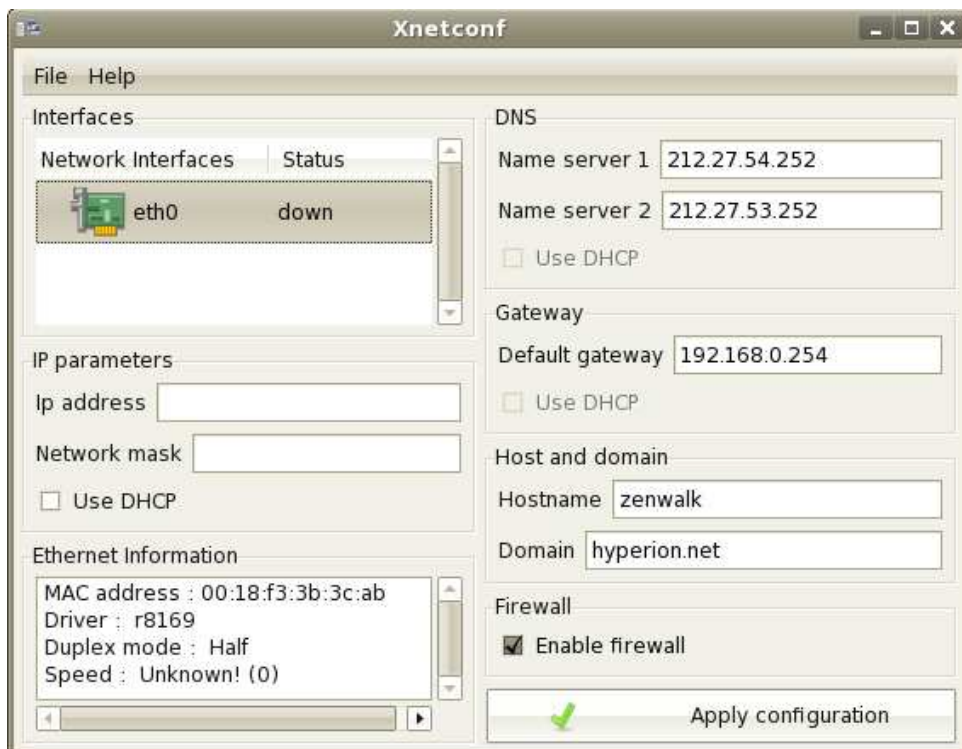 Xnetconf
File Help
Interfaces
Network Interfaces Status
eth0 down
IP parameters
Ip address
Network mask
Use DHCP
Ethernet Information
MAC address : 00:18:f3:3b:3c:ab
Driver : r8169
Duplex mode : Half
Speed : Unknown! (0)
DNS
Name server 1 212.27.54.252
Name server 2 212.27.53.252
Use DHCP
Gateway
Default gateway 192.168.0.254
Use DHCP
Host and domain
Hostname zenwalk
Domain hyperion.net
Firewall
Enable firewall
Apply configuration